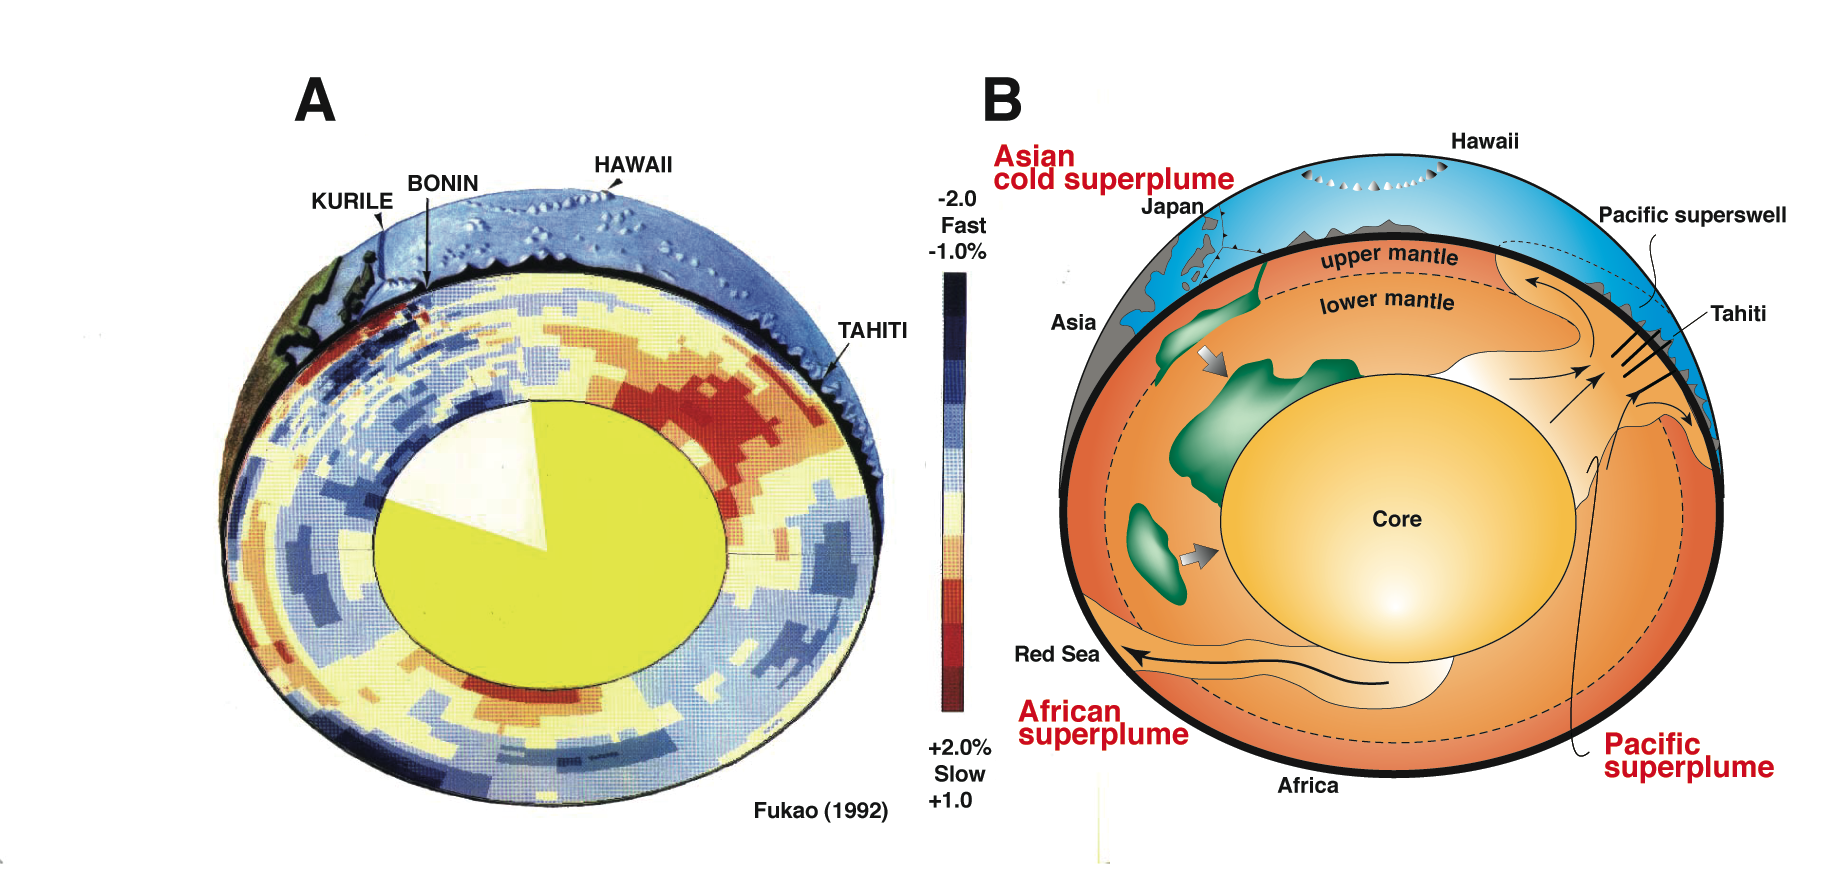 A
HAWAII
BONIN
KURILE
TAHITI
Fukao (1992)
-2.0
Fast
-1.0%
+2.0%
Slow
+1.0
B
Asian
cold superplume
Hawaii
Japan
Pacific superswell
upper mantle
lower mantle
Tahiti
Asia
Core
Red Sea
African
superplume
Pacific
superplume
Africa